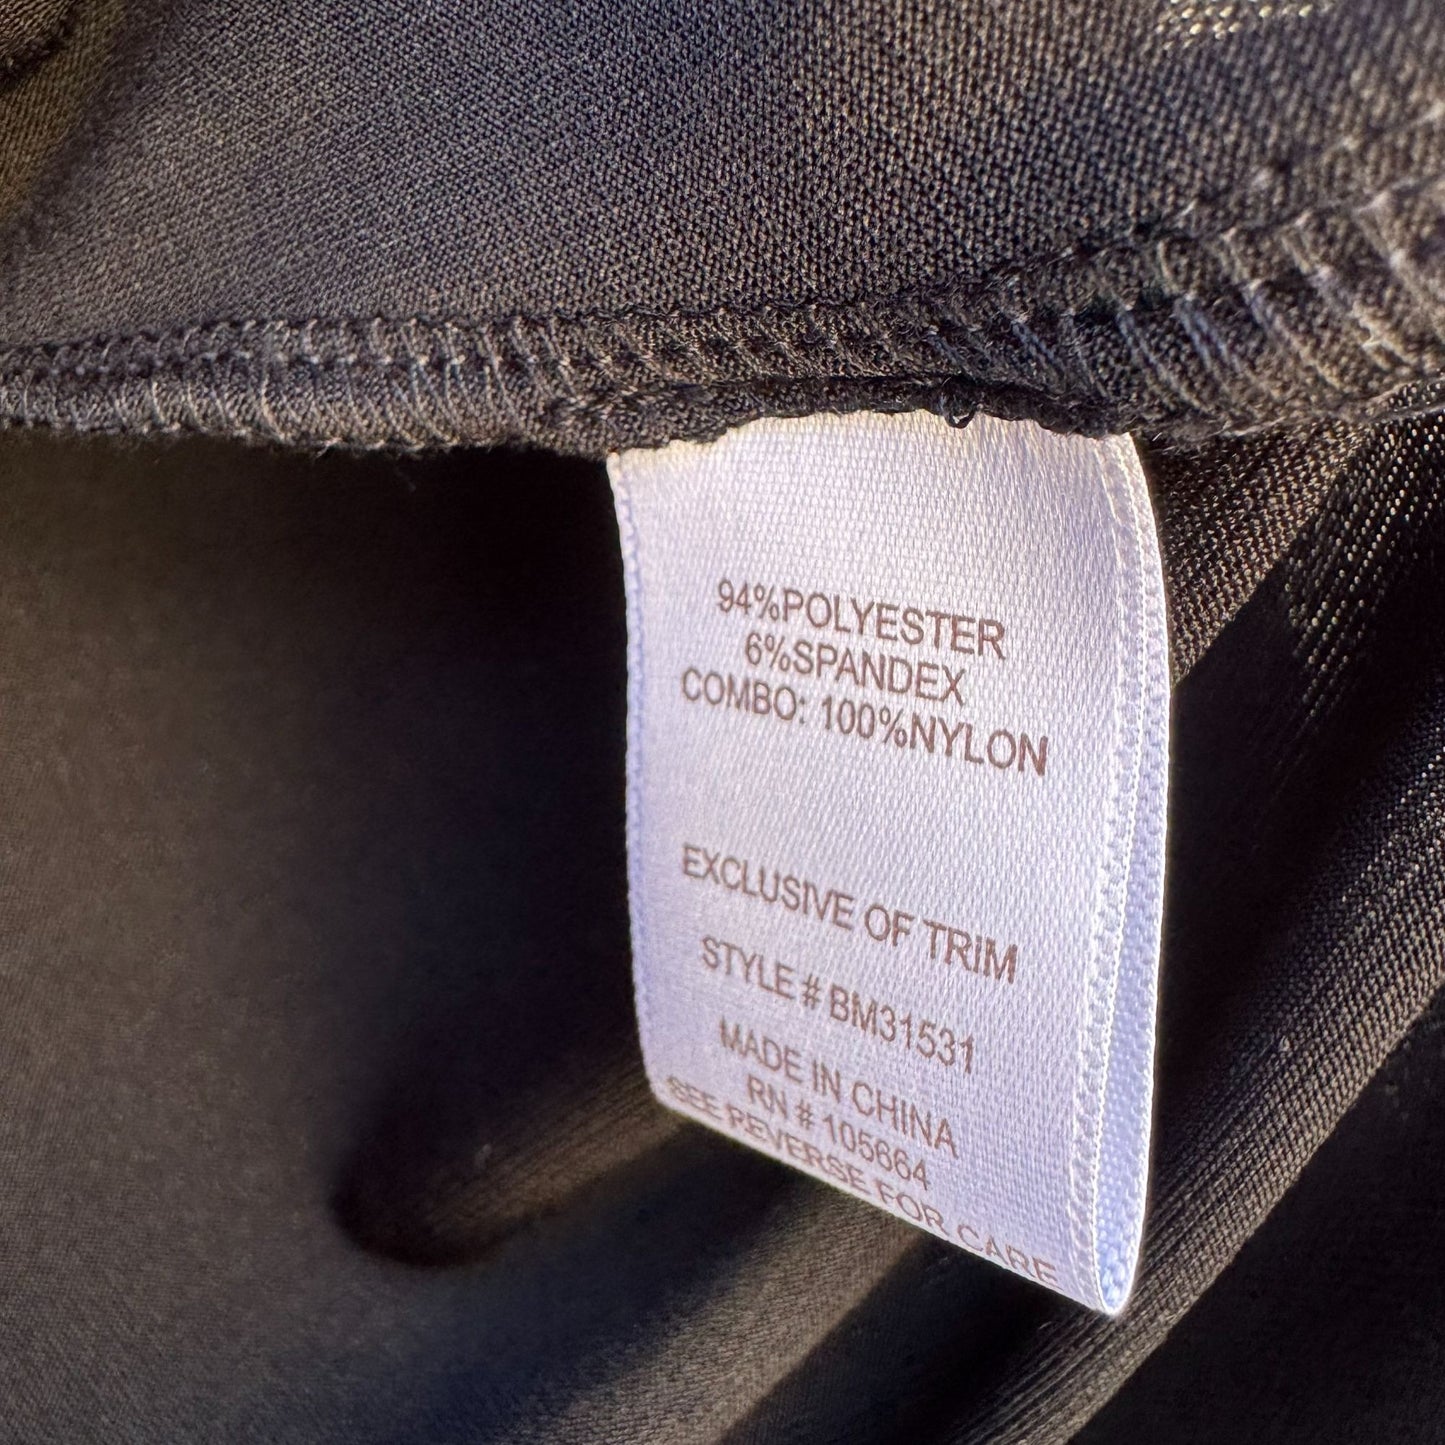 94%POLYESTER
6%SPANDEX
COMBO: 100%NYLON
EXCLUSIVE OF TRIM
STYLE # BM31531
MADE IN CHINA
RN # 105664
SEE REVERSE FOR CARE